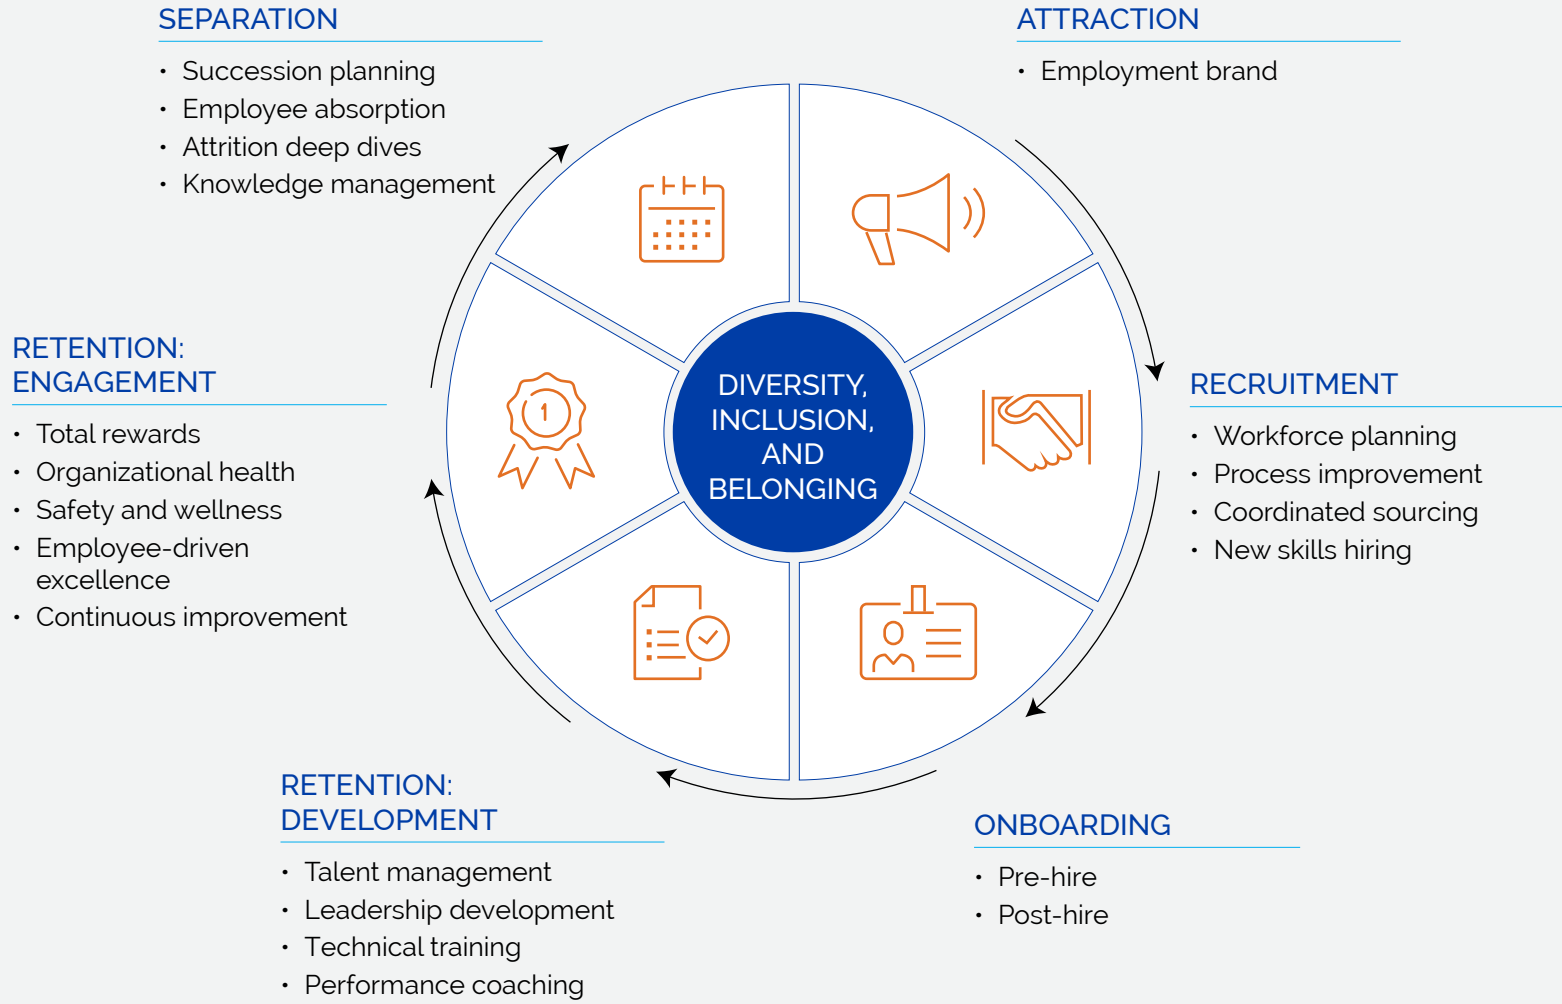 SEPARATION
• Succession planning
• Employee absorption
• Attrition deep dives
• Knowledge management
ATTRACTION
• Employment brand
RECRUITMENT
• Workforce planning
• Process improvement
• Coordinated sourcing
• New skills hiring
ONBOARDING
• Pre-hire
• Post-hire
RETENTION:
DEVELOPMENT
• Talent management
• Leadership development
• Technical training
• Performance coaching
RETENTION:
ENGAGEMENT
• Total rewards
• Organizational health
• Safety and wellness
• Employee-driven
excellence
• Continuous improvement
1
DIVERSITY,
INCLUSION,
AND
BELONGING